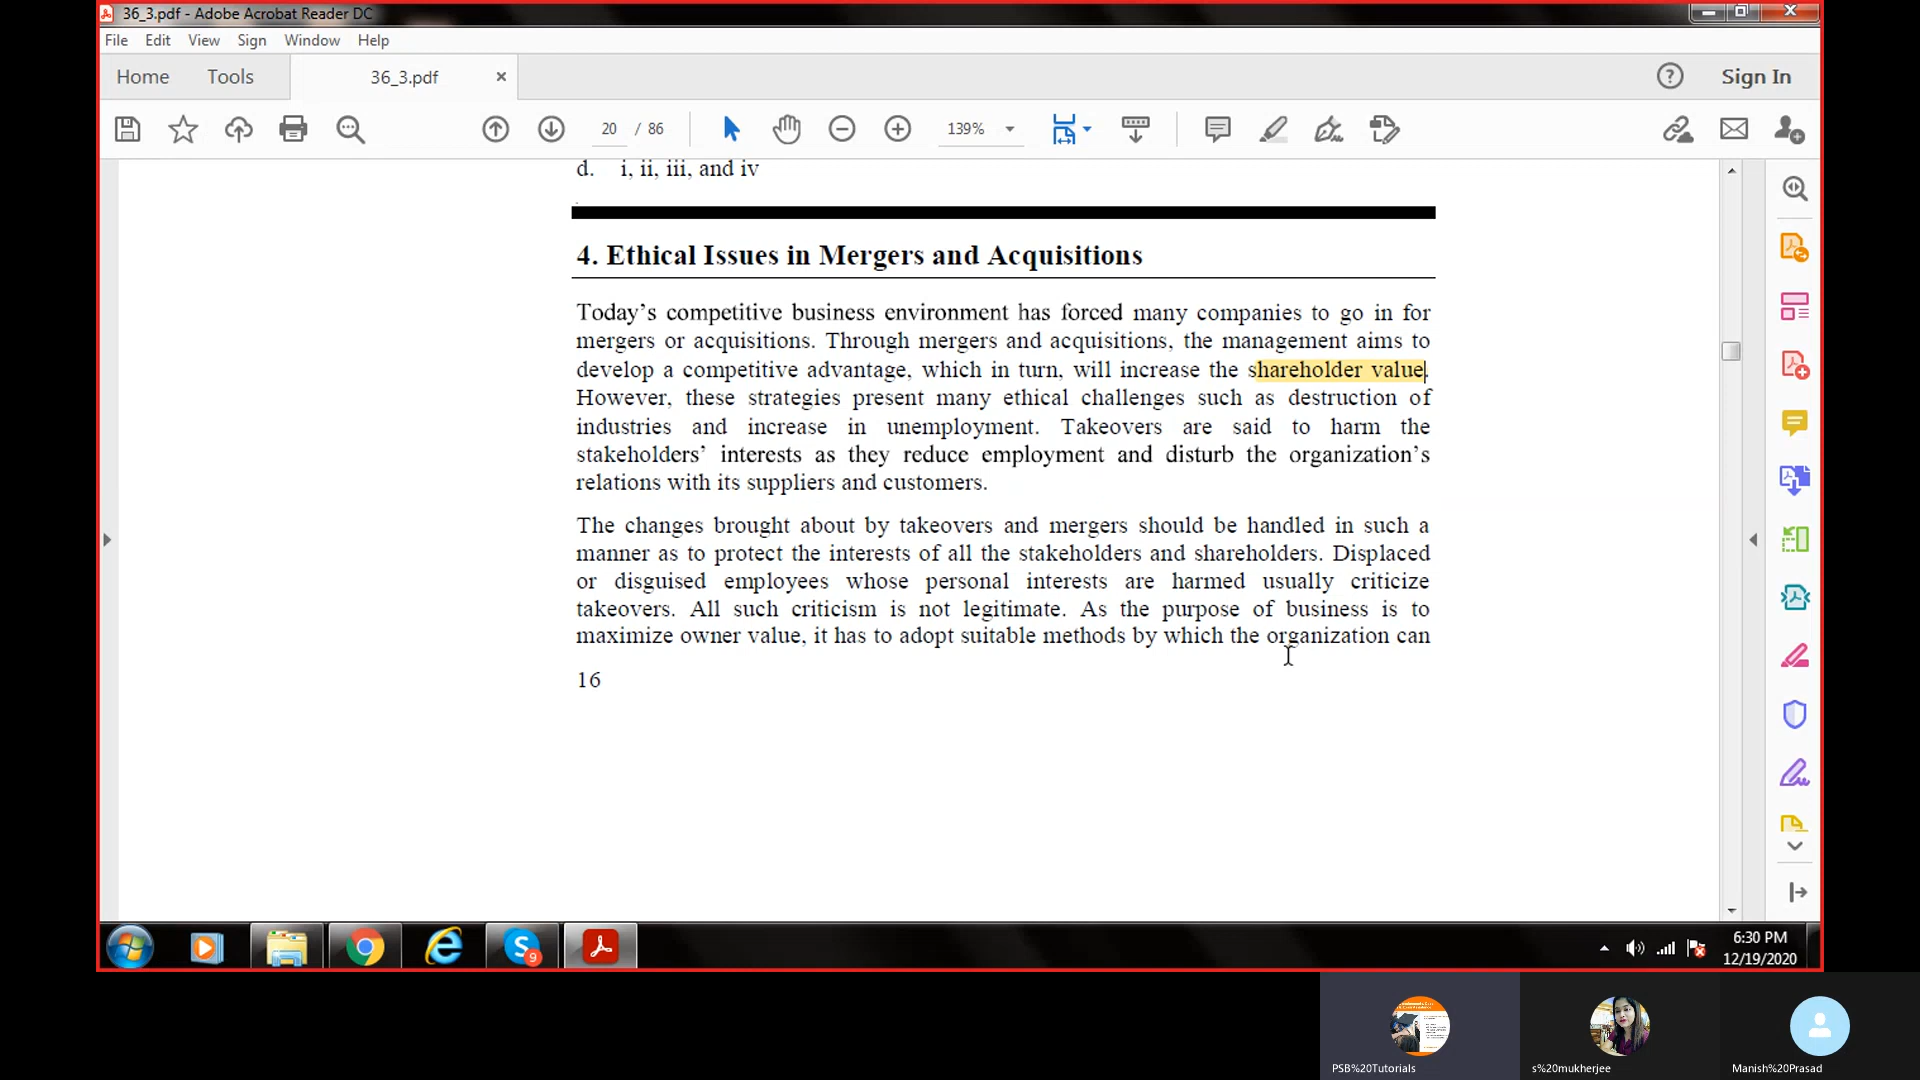 36_3.pdf - Adobe Acrobat Reader DC
File Edit View Sign Window Help
Home Tools 36_3.pdf Sign In
20 / 86 139%
d. i, ii, iii, and iv
4. Ethical Issues in Mergers and Acquisitions
Today's competitive business environment has forced many companies to go in for
mergers or acquisitions. Through mergers and acquisitions, the management aims to
develop a competitive advantage, which in turn, will increase the shareholder value.
However, these strategies present many ethical challenges such as destruction of
industries and increase in unemployment. Takeovers are said to harm the
stakeholders' interests as they reduce employment and disturb the organization's
relations with its suppliers and customers.
The changes brought about by takeovers and mergers should be handled in such a
manner as to protect the interests of all the stakeholders and shareholders. Displaced
or disguised employees whose personal interests are harmed usually criticize
takeovers. All such criticism is not legitimate. As the purpose of business is to
maximize owner value, it has to adopt suitable methods by which the organization can
16
9
6:30 PM
12/19/2020
PSB%20Tutorials
s%20mukherjee
Manish%20Prasad